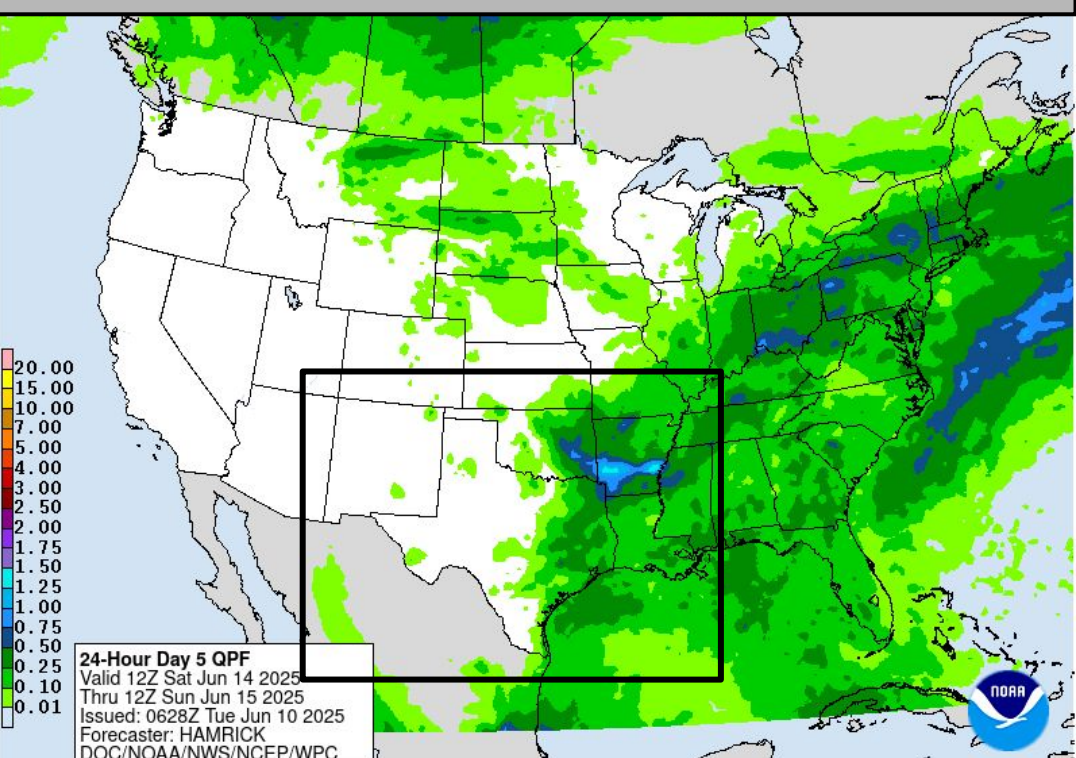 20.00
15.00
10.00
7.00
5.00
4.00
3.00
2.50
2.00
1.75
1.50
1.25
1.00
0.75
0.50
0.25
0.10
0.01
24-Hour Day 5 QPF
Valid 12Z Sat Jun 14 2025
Thru 12Z Sun Jun 15 2025
Issued: 0628Z Tue Jun 10 2025
Forecaster: HAMRICK
DOC/NOAA/NWS/NCEP/WPC
NOAA